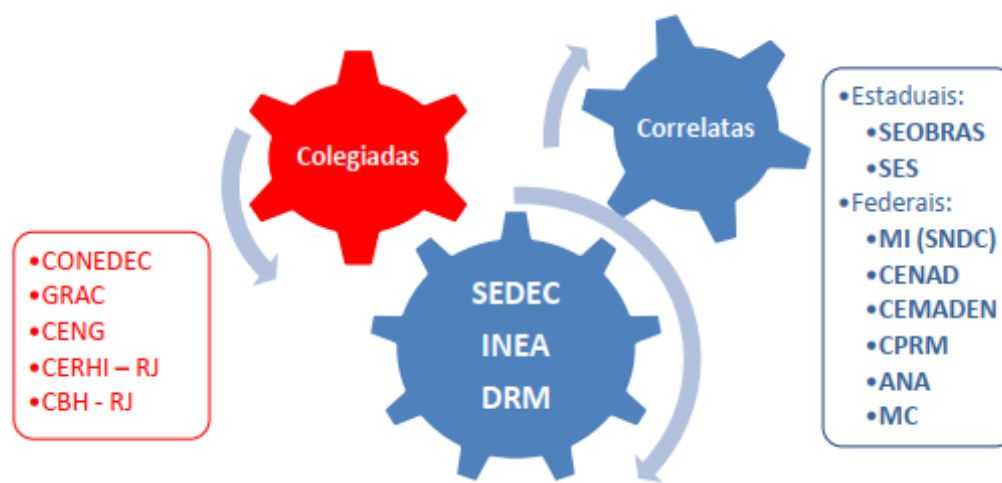 Colegiadas
•CONEDEC
•GRAC
•CENG
•CERHI – RJ
•CBH - RJ
SEDEC
INEA
DRM
Correlatas
•Estaduais:
•SEOBRAS
•SES
•Federais:
•MI (SNDC)
•CENAD
•CEMADEN
•CPRM
•ANA
•MC